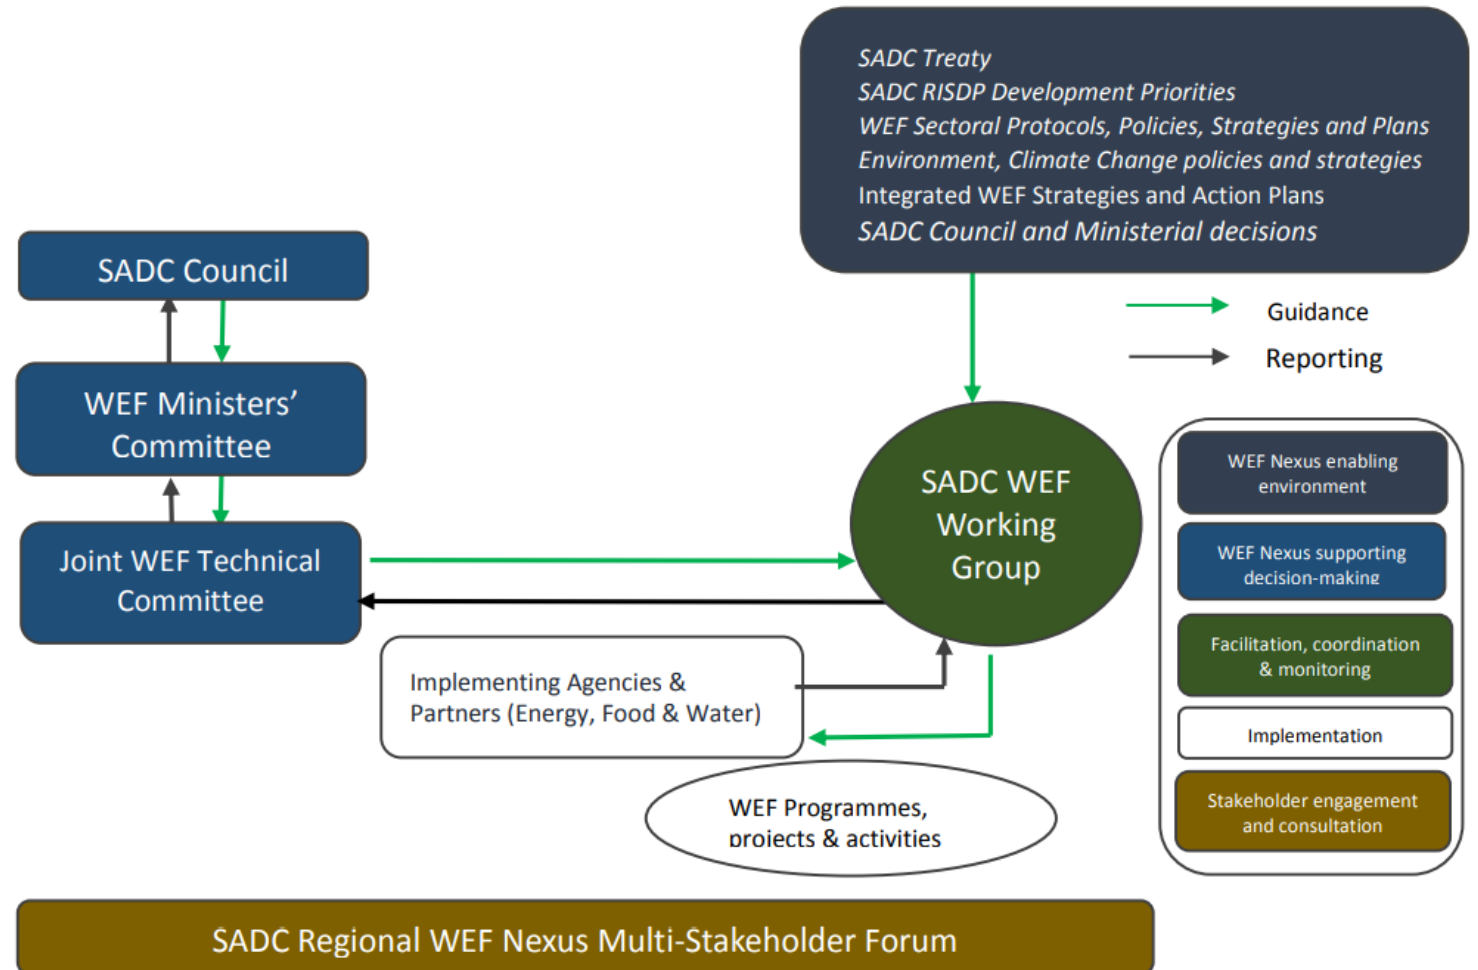 SADC Treaty
SADC RISDP Development Priorities
WEF Sectoral Protocols, Policies, Strategies and Plans
Environment, Climate Change policies and strategies
Integrated WEF Strategies and Action Plans
SADC Council and Ministerial decisions
SADC Council
Guidance
Reporting
WEF Ministers’
Committee
Joint WEF Technical
Committee
SADC WEF
Working
Group
Implementing Agencies &
Partners (Energy, Food & Water)
WEF Programmes,
projects & activities
WEF Nexus enabling
environment
WEF Nexus supporting
decision-making
Facilitation, coordination
& monitoring
Implementation
Stakeholder engagement
and consultation
SADC Regional WEF Nexus Multi-Stakeholder Forum